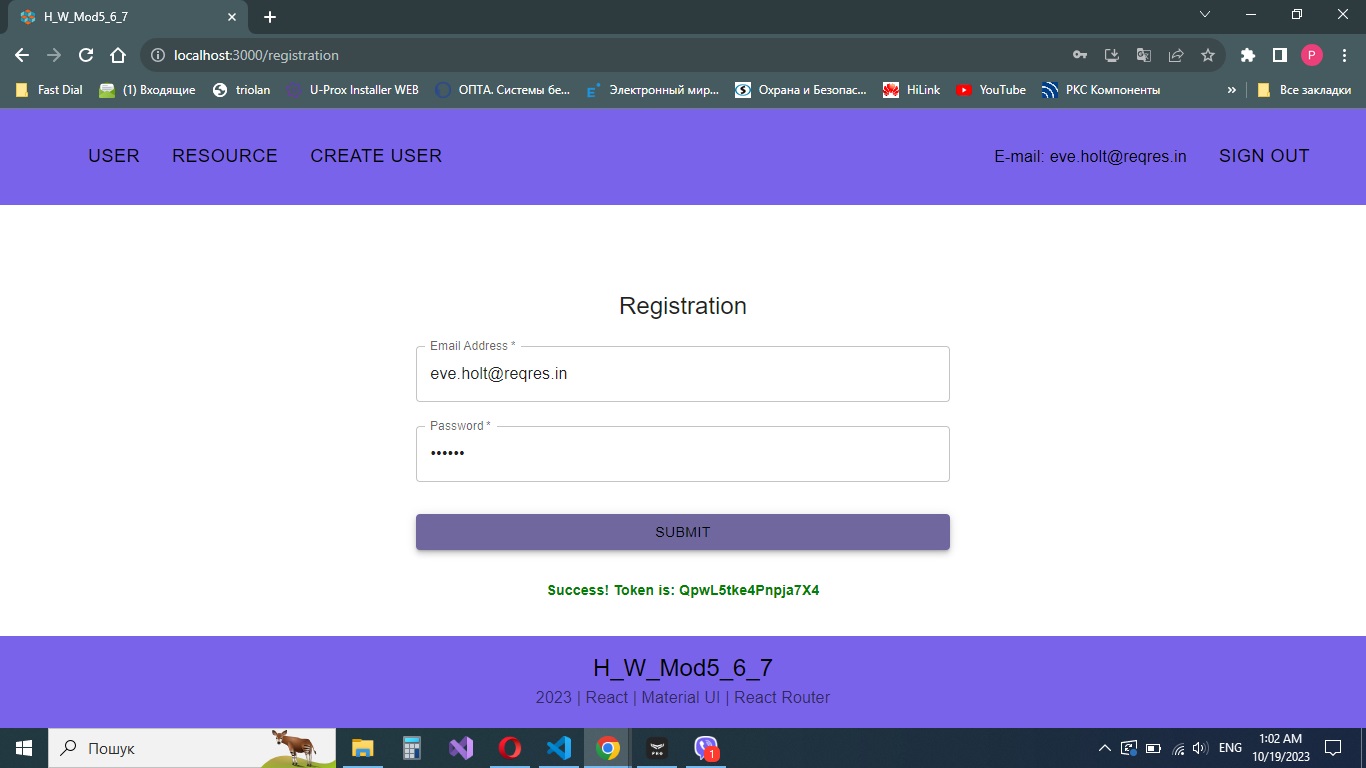 H_W_Mod5_6_7
localhost:3000/registration
P
Fast Dial
(1) Входящие
triolan
U-Prox Installer WEB
ОПТА. Системы бе...
Электронный мир...
Охрана и Безопас...
HiLink
YouTube
РКС Компоненты
»
Все закладки
USER RESOURCE CREATE USER
E-mail: eve.holt@reqres.in
SIGN OUT
Registration
Email Address *
eve.holt@reqres.in
Password *
••••••
SUBMIT
Success! Token is: QpwL5tke4Pnpja7X4
H_W_Mod5_6_7
2023 | React | Material UI | React Router
Пошук
1
ENG
1:02 AM
10/19/2023